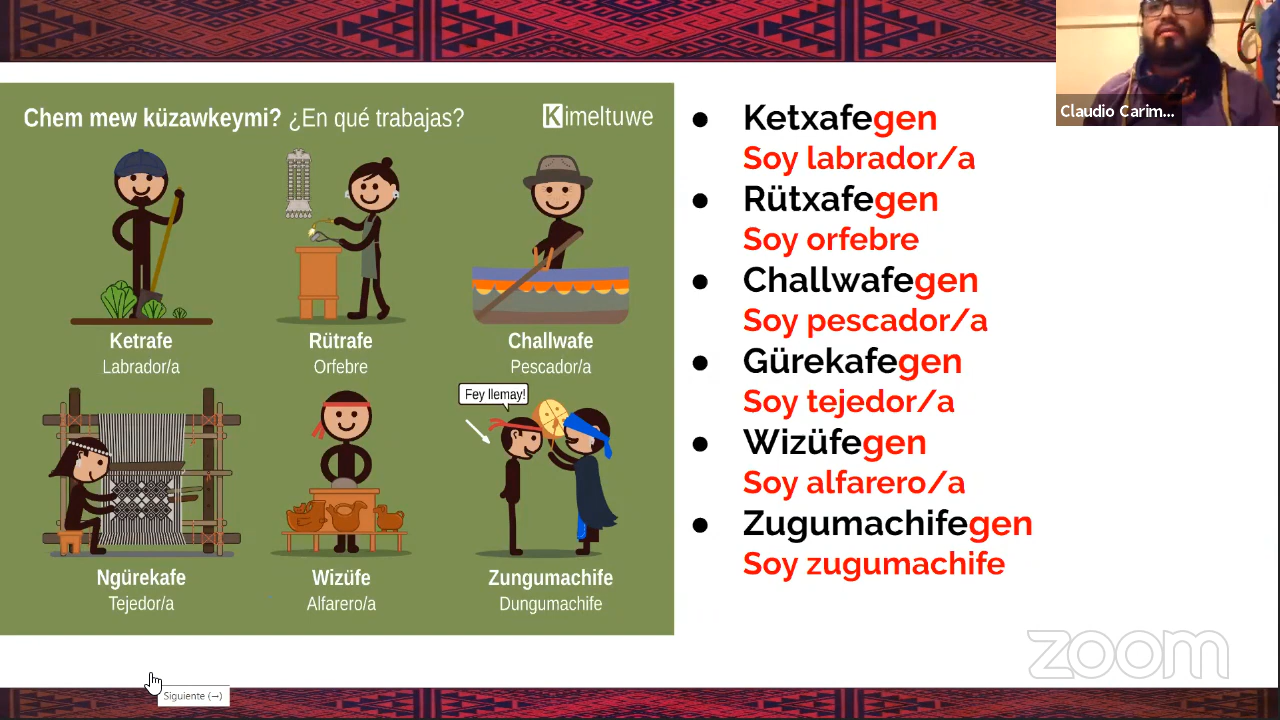 Chem mew küzawkeymi? ¿En qué trabajas?
Kimeltuwe
Ketrafe
Labrador/a
Rütrafe
Orfebre
Challwafe
Pescador/a
Fey llemay!
Ngürekafe
Tejedor/a
Wizüfe
Alfarero/a
Zungumachife
Dungumachife
● Ketxafegen
Soy labrador/a
● Rütxafegen
Soy orfebre
● Challwafegen
Soy pescador/a
● Gürekafegen
Soy tejedor/a
● Wizüfegen
Soy alfarero/a
● Zugumachifegen
Soy zugumachife
Claudio Carim...
zoom
Siguiente (→)